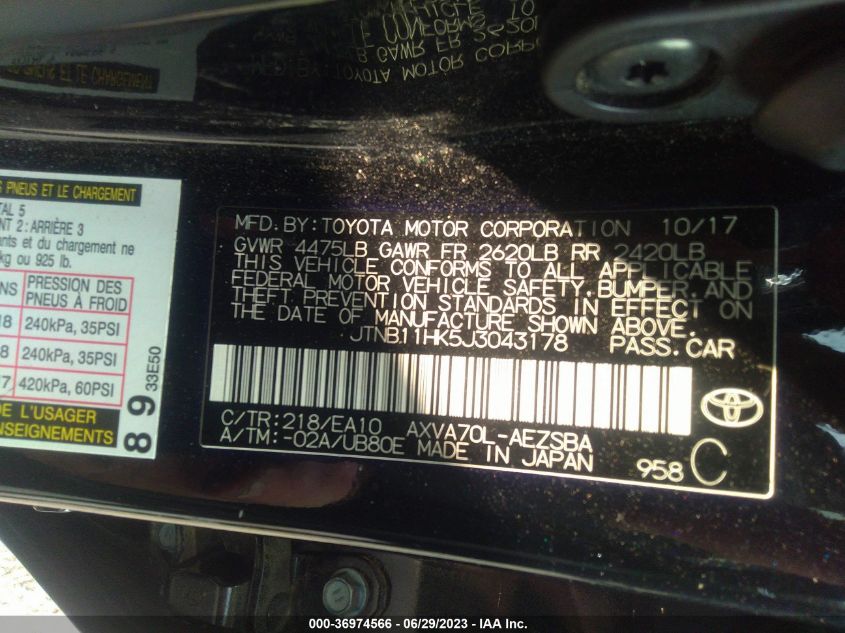 S PNEUS ET LE CHARGEMENT
TAL 5
NT 2: ARRIÈRE 3
ants et du chargement
kg ou 925 lb.
NS PRESSION DES PNEUS À FROID
18 240kPa, 35PSI
8 240kPa, 35PSI
17 420kPa, 60PSI
DE L'USAGER
ENSEIGNEMENTS
89
33E50
MFD. BY: TOYOTA MOTOR CORPORATION 10/17
GVWR 4475LB GAWR FR 2620LB RR 2420LB
THIS VEHICLE CONFORMS TO ALL APPLICABLE
FEDERAL MOTOR VEHICLE SAFETY, BUMPER, AND
THEFT PREVENTION STANDARDS IN EFFECT ON
THE DATE OF MANUFACTURE SHOWN ABOVE.
JTNB11HK5J3043178 PASS. CAR
C/TR: 218/EA10 AXVA70L-AEZSBA
A/TM: -02A/UB80E MADE IN JAPAN
958 C
000-36974566 - 06/29/2023 - IAA Inc.